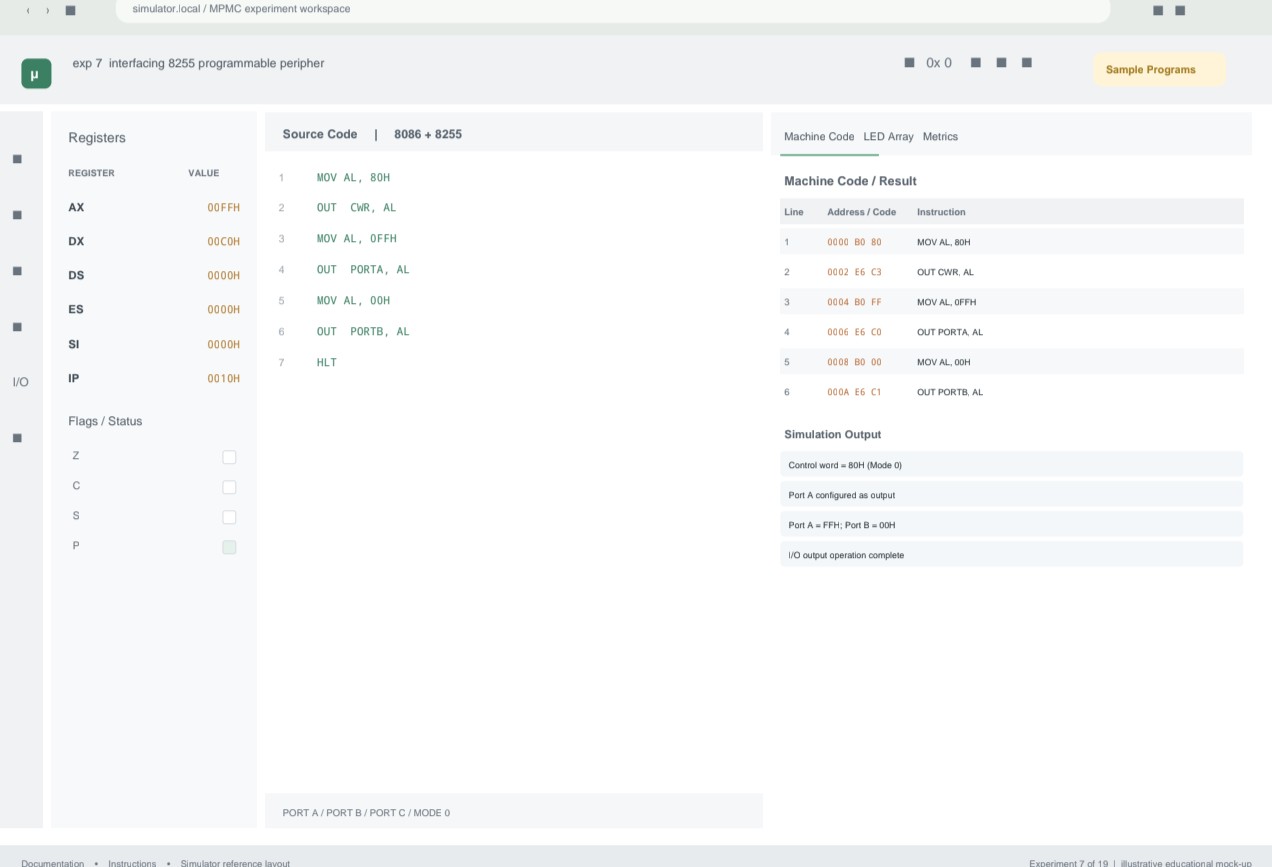 simulator.local / MPMC experiment workspace
µ
exp 7 interfacing 8255 programmable peripher
0x 0
Sample Programs
I/O
Registers
REGISTER VALUE
AX 00FFH
DX 00C0H
DS 0000H
ES 0000H
SI 0000H
IP 0010H
Flags / Status
Z
C
S
P
Source Code | 8086 + 8255
1 MOV AL, 80H
2 OUT CWR, AL
3 MOV AL, 0FFH
4 OUT PORTA, AL
5 MOV AL, 00H
6 OUT PORTB, AL
7 HLT
PORT A / PORT B / PORT C / MODE 0
Machine Code LED Array Metrics
Machine Code / Result
Line Address / Code Instruction
1 0000 B0 80 MOV AL, 80H
2 0002 E6 C3 OUT CWR, AL
3 0004 B0 FF MOV AL, 0FFH
4 0006 E6 C0 OUT PORTA, AL
5 0008 B0 00 MOV AL, 00H
6 000A E6 C1 OUT PORTB, AL
Simulation Output
Control word = 80H (Mode 0)
Port A configured as output
Port A = FFH; Port B = 00H
I/O output operation complete
Documentation • Instructions • Simulator reference layout
Experiment 7 of 19 | illustrative educational mock-up